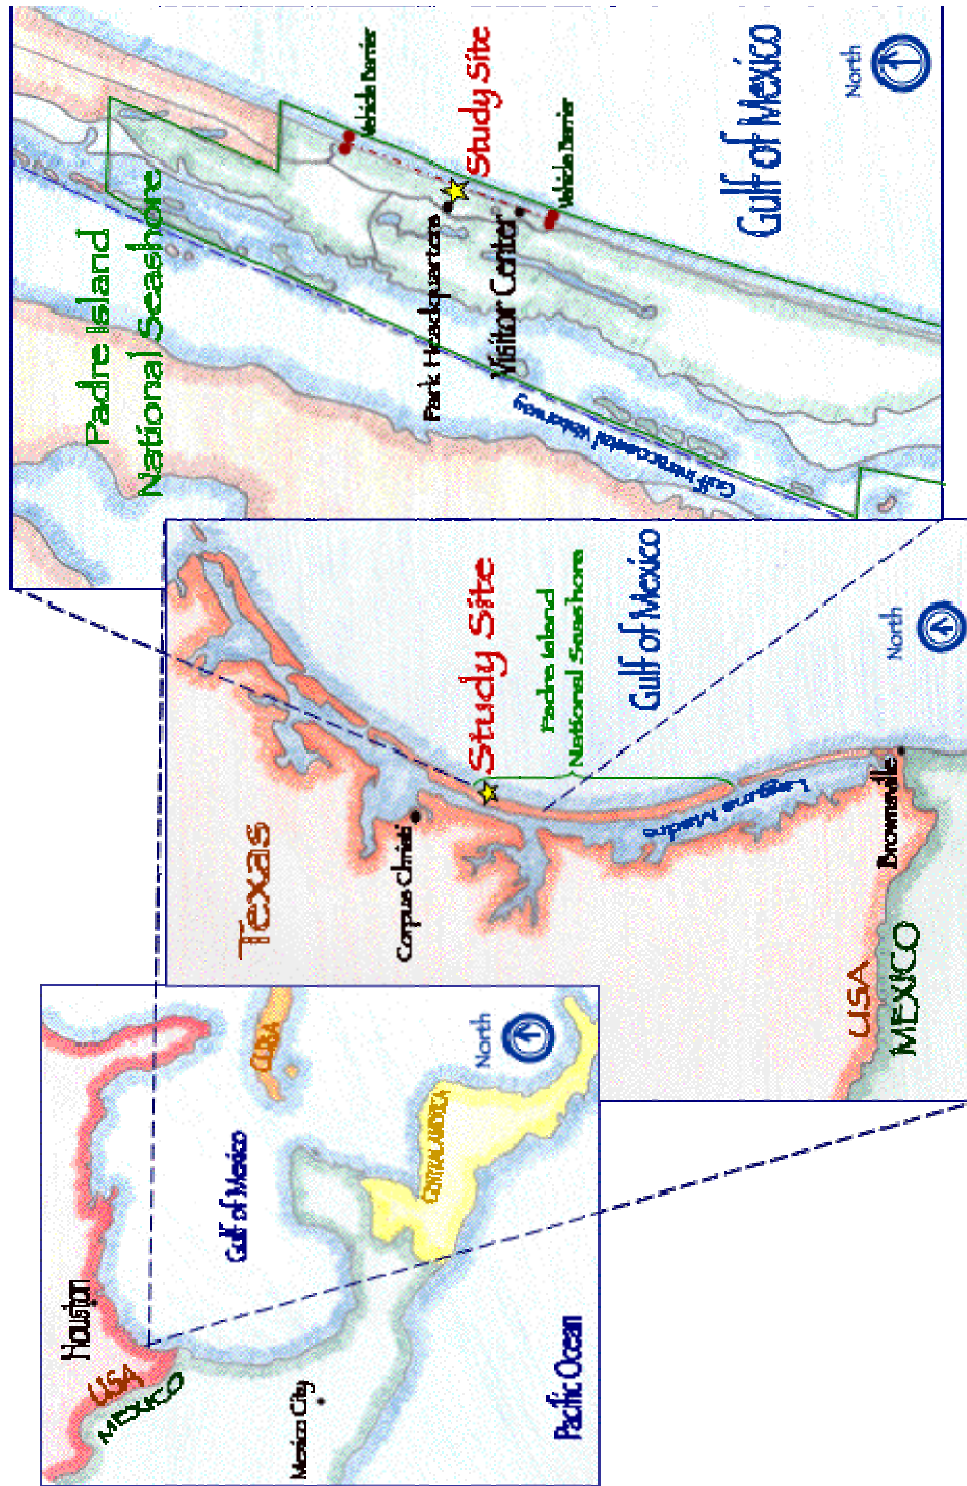 Padre Island
National Seashore
Vehicle Barrier
Study Site
Vehicle Barrier
Park Headquarters
Visitor Center
Gulf Intracoastal Waterway
Gulf of Mexico
North
Texas
Corpus Christi
Study Site
Padre Island
National Seashore
Gulf of Mexico
Laguna Madre
Brownsville
USA
MEXICO
North
Houston
USA
MEXICO
Gulf of Mexico
CUBA
Mexico City
CENTRAL AMERICA
Pacific Ocean
North